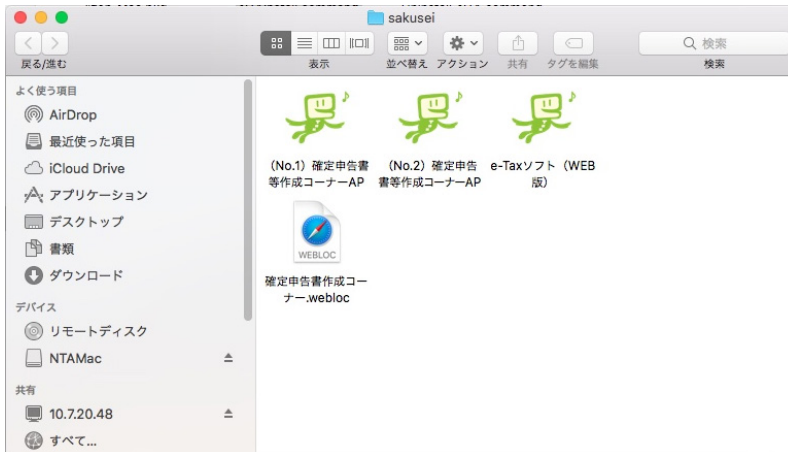 sakusei
戻る/進む
表示
並べ替え
アクション
共有
タグを編集
検索
検索
よく使う項目
AirDrop
最近使った項目
iCloud Drive
アプリケーション
デスクトップ
書類
ダウンロード
デバイス
リモートディスク
NTAMac
共有
10.7.20.48
すべて...
(No.1) 確定申告書
等作成コーナーAP
(No.2) 確定申告
書等作成コーナーAP
e-Taxソフト（WEB
版）
WEBLOC
確定申告書作成コー
ナー.webloc